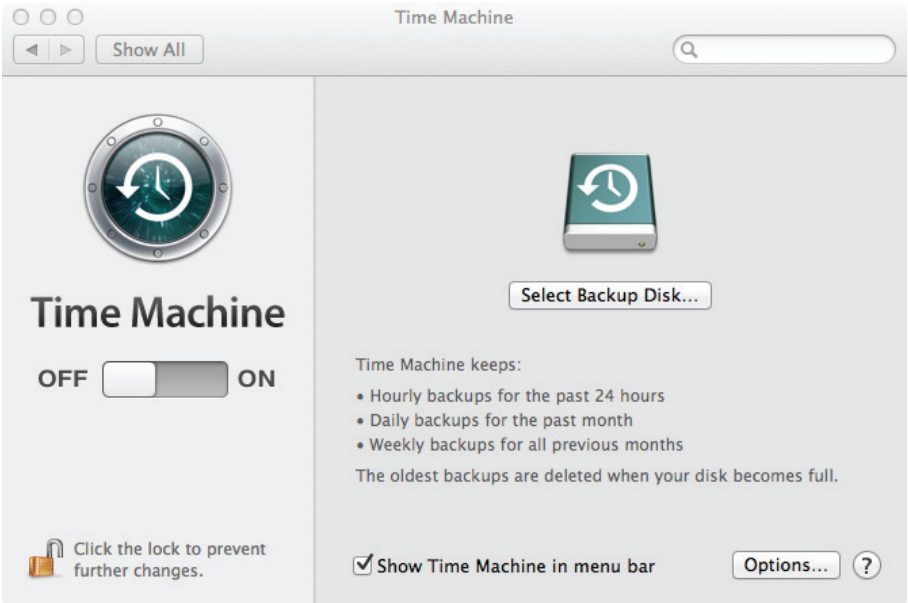 Time Machine
Show All
Time Machine
OFF ON
Select Backup Disk...
Time Machine keeps:
• Hourly backups for the past 24 hours
• Daily backups for the past month
• Weekly backups for all previous months
The oldest backups are deleted when your disk becomes full.
Click the lock to prevent
further changes.
Show Time Machine in menu bar
Options... ?